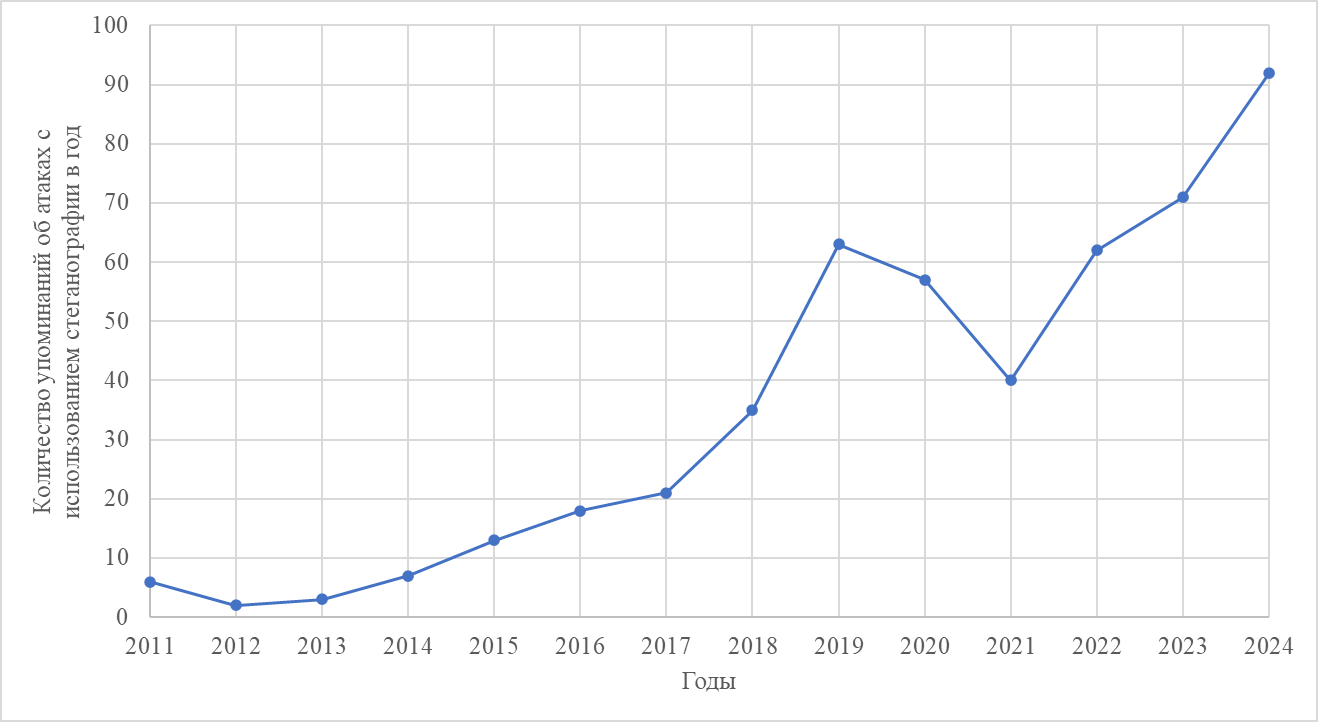 Количество упоминаний об атаках с
использованием стеганографии в год
100
90
80
70
60
50
40
30
20
10
0
2011 2012 2013 2014 2015 2016 2017 2018 2019 2020 2021 2022 2023 2024
Годы